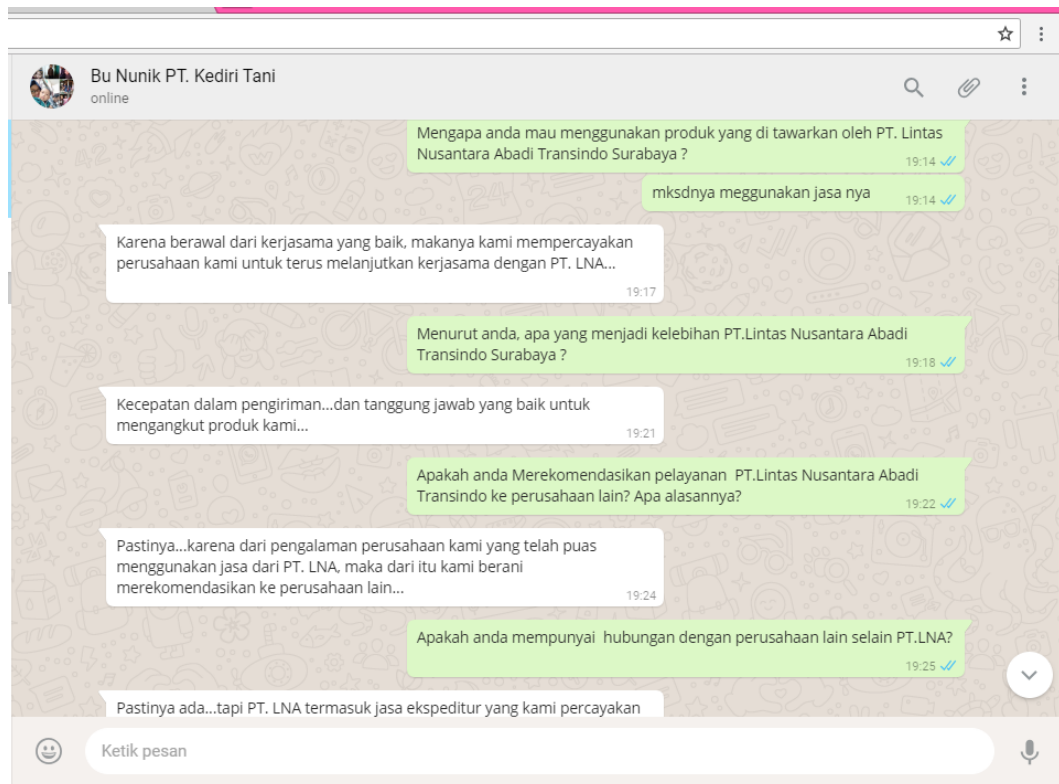 Bu Nunik PT. Kediri Tani
online
Mengapa anda mau menggunakan produk yang di tawarkan oleh PT. Lintas
Nusantara Abadi Transindo Surabaya ?
19:14
mksdnya meggunakan jasa nya
19:14
Karena berawal dari kerjasama yang baik, makanya kami mempercayakan
perusahaan kami untuk terus melanjutkan kerjasama dengan PT. LNA...
19:17
Menurut anda, apa yang menjadi kelebihan PT.Lintas Nusantara Abadi
Transindo Surabaya ?
19:18
Kecepatan dalam pengiriman...dan tanggung jawab yang baik untuk
mengangkut produk kami...
19:21
Apakah anda Merekomendasikan pelayanan  PT.Lintas Nusantara Abadi
Transindo ke perusahaan lain? Apa alasannya?
19:22
Pastinya...karena dari pengalaman perusahaan kami yang telah puas
menggunakan jasa dari PT. LNA, maka dari itu kami berani
merekomendasikan ke perusahaan lain...
19:24
Apakah anda mempunyai  hubungan dengan perusahaan lain selain PT.LNA?
19:25
Pastinya ada...tapi PT. LNA termasuk jasa ekspeditur yang kami percayakan
Ketik pesan